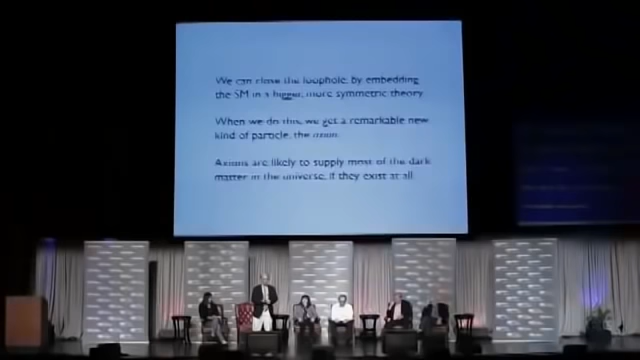 We can close the loophole, by embedding
the SM in a bigger, more symmetric theory.
When we do this, we get a remarkable new
kind of particle, the axion.
Axions are likely to supply most of the dark
matter in the universe, if they exist at all.